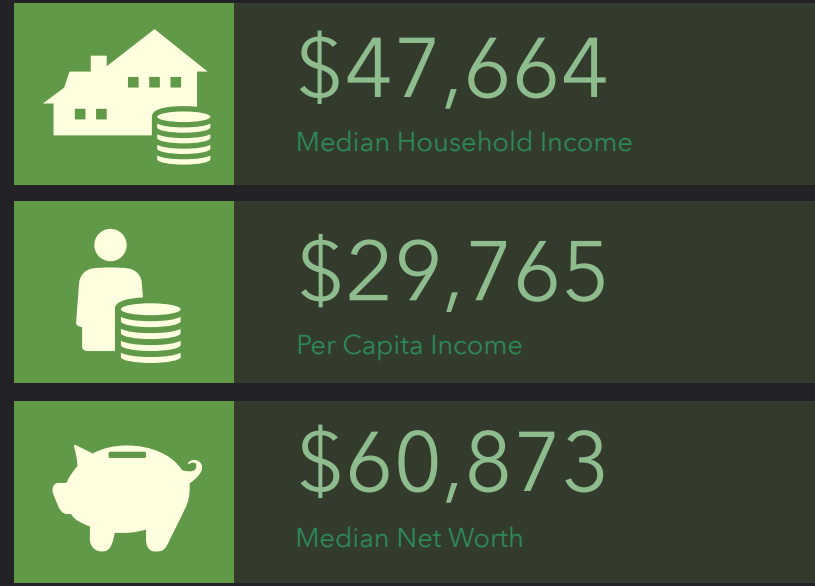 $47,664
Median Household Income
$29,765
Per Capita Income
$60,873
Median Net Worth